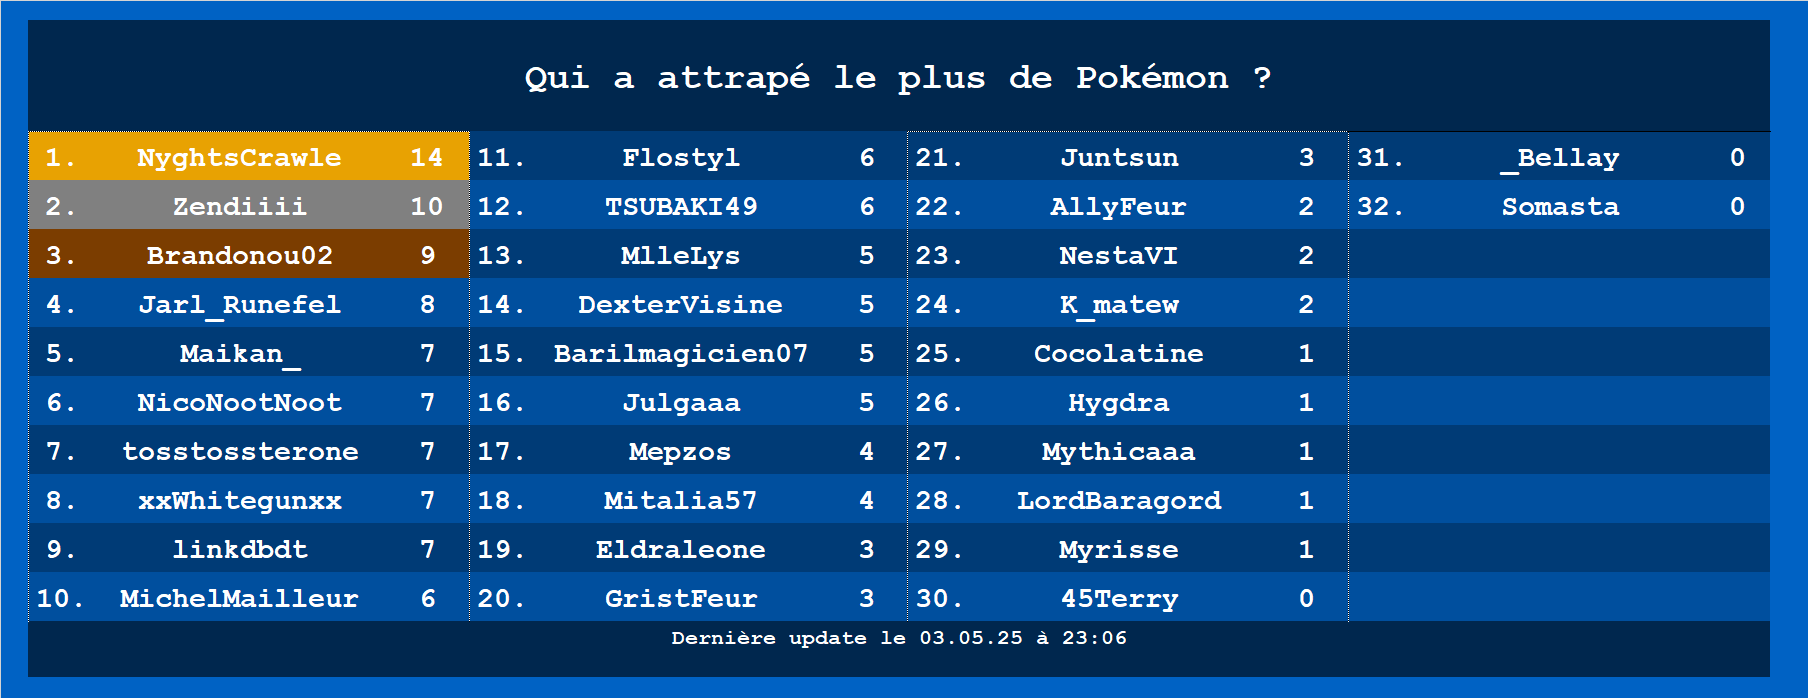 Qui a attrapé le plus de Pokémon ?
1. NyghtsCrawle 14
2. Zendiiii 10
3. Brandonou02 9
4. Jarl_Runefel 8
5. Maikan_ 7
6. NicoNootNoot 7
7. tosstossterone 7
8. xxWhitegunxx 7
9. linkdbdt 7
10. MichelMailleur 6
11. Flostyl 6
12. TSUBAKI49 6
13. MlleLys 5
14. DexterVisine 5
15. Barilmagicien07 5
16. Julgaaa 5
17. Mepzos 4
18. Mitalia57 4
19. Eldraleone 3
20. GristFeur 3
21. Juntsun 3
22. AllyFeur 2
23. NestaVI 2
24. K_matew 2
25. Cocolatine 1
26. Hygdra 1
27. Mythicaaa 1
28. LordBaragord 1
29. Myrisse 1
30. 45Terry 0
31. _Bellay 0
32. Somasta 0
Dernière update le 03.05.25 à 23:06